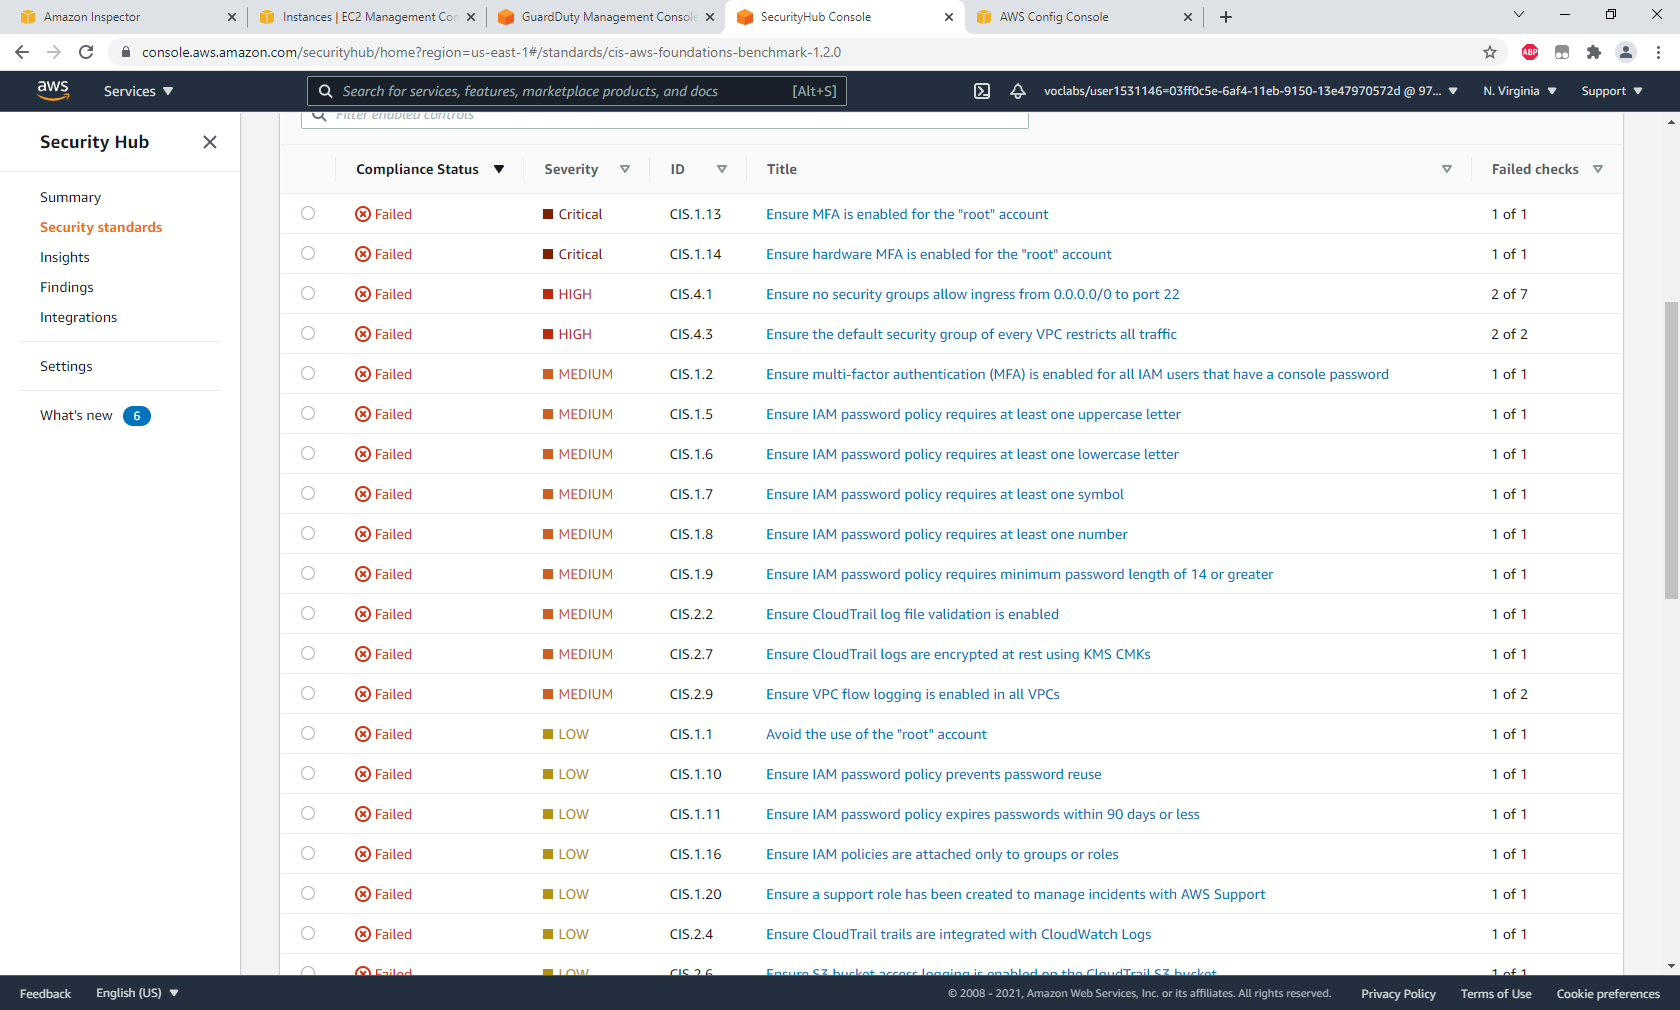 Amazon Inspector
Instances | EC2 Management Con
GuardDuty Management Console
SecurityHub Console
AWS Config Console
console.aws.amazon.com/securityhub/home?region=us-east-1#/standards/cis-aws-foundations-benchmark-1.2.0
ABP
aws Services Search for services, features, marketplace products, and docs [Alt+S] voclabs/user1531146=03ff0c5e-6af4-11eb-9150-13e47970572d @ 97... N. Virginia Support
Security Hub
Summary
Security standards
Insights
Findings
Integrations
Settings
What's new 6
Filter enabled controls
Compliance Status Severity ID Title Failed checks
Failed Critical CIS.1.13 Ensure MFA is enabled for the "root" account 1 of 1
Failed Critical CIS.1.14 Ensure hardware MFA is enabled for the "root" account 1 of 1
Failed HIGH CIS.4.1 Ensure no security groups allow ingress from 0.0.0.0/0 to port 22 2 of 7
Failed HIGH CIS.4.3 Ensure the default security group of every VPC restricts all traffic 2 of 2
Failed MEDIUM CIS.1.2 Ensure multi-factor authentication (MFA) is enabled for all IAM users that have a console password 1 of 1
Failed MEDIUM CIS.1.5 Ensure IAM password policy requires at least one uppercase letter 1 of 1
Failed MEDIUM CIS.1.6 Ensure IAM password policy requires at least one lowercase letter 1 of 1
Failed MEDIUM CIS.1.7 Ensure IAM password policy requires at least one symbol 1 of 1
Failed MEDIUM CIS.1.8 Ensure IAM password policy requires at least one number 1 of 1
Failed MEDIUM CIS.1.9 Ensure IAM password policy requires minimum password length of 14 or greater 1 of 1
Failed MEDIUM CIS.2.2 Ensure CloudTrail log file validation is enabled 1 of 1
Failed MEDIUM CIS.2.7 Ensure CloudTrail logs are encrypted at rest using KMS CMKs 1 of 1
Failed MEDIUM CIS.2.9 Ensure VPC flow logging is enabled in all VPCs 1 of 2
Failed LOW CIS.1.1 Avoid the use of the "root" account 1 of 1
Failed LOW CIS.1.10 Ensure IAM password policy prevents password reuse 1 of 1
Failed LOW CIS.1.11 Ensure IAM password policy expires passwords within 90 days or less 1 of 1
Failed LOW CIS.1.16 Ensure IAM policies are attached only to groups or roles 1 of 1
Failed LOW CIS.1.20 Ensure a support role has been created to manage incidents with AWS Support 1 of 1
Failed LOW CIS.2.4 Ensure CloudTrail trails are integrated with CloudWatch Logs 1 of 1
Failed LOW CIS.2.6 Ensure S3 bucket access logging is enabled on the CloudTrail S3 bucket 1 of 1
Feedback English (US) © 2008 - 2021, Amazon Web Services, Inc. or its affiliates. All rights reserved. Privacy Policy Terms of Use Cookie preferences